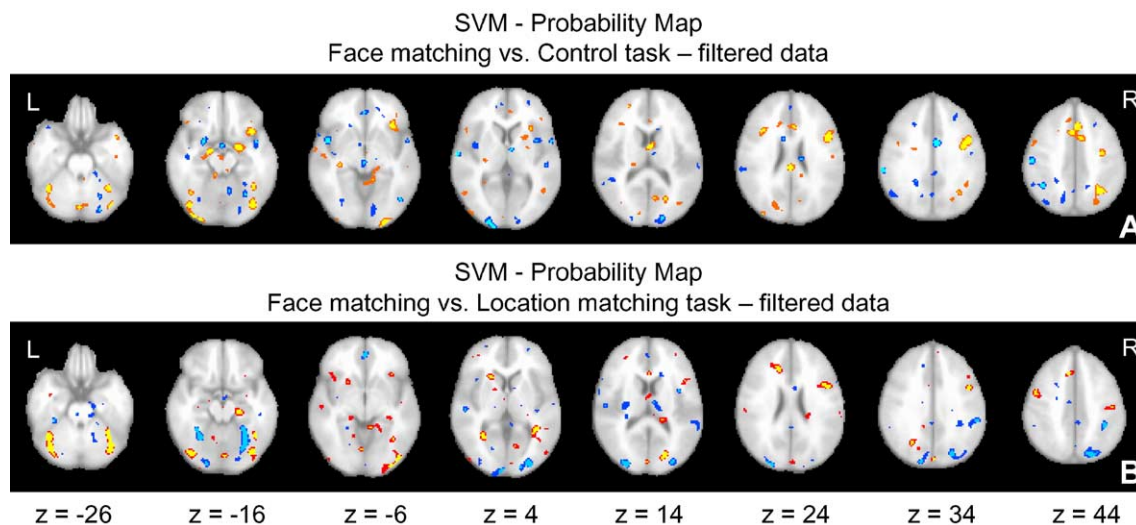 SVM - Probability Map
Face matching vs. Control task – filtered data
L
R
A
SVM - Probability Map
Face matching vs. Location matching task – filtered data
L
R
B
z = -26 z = -16 z = -6 z = 4 z = 14 z = 24 z = 34 z = 44